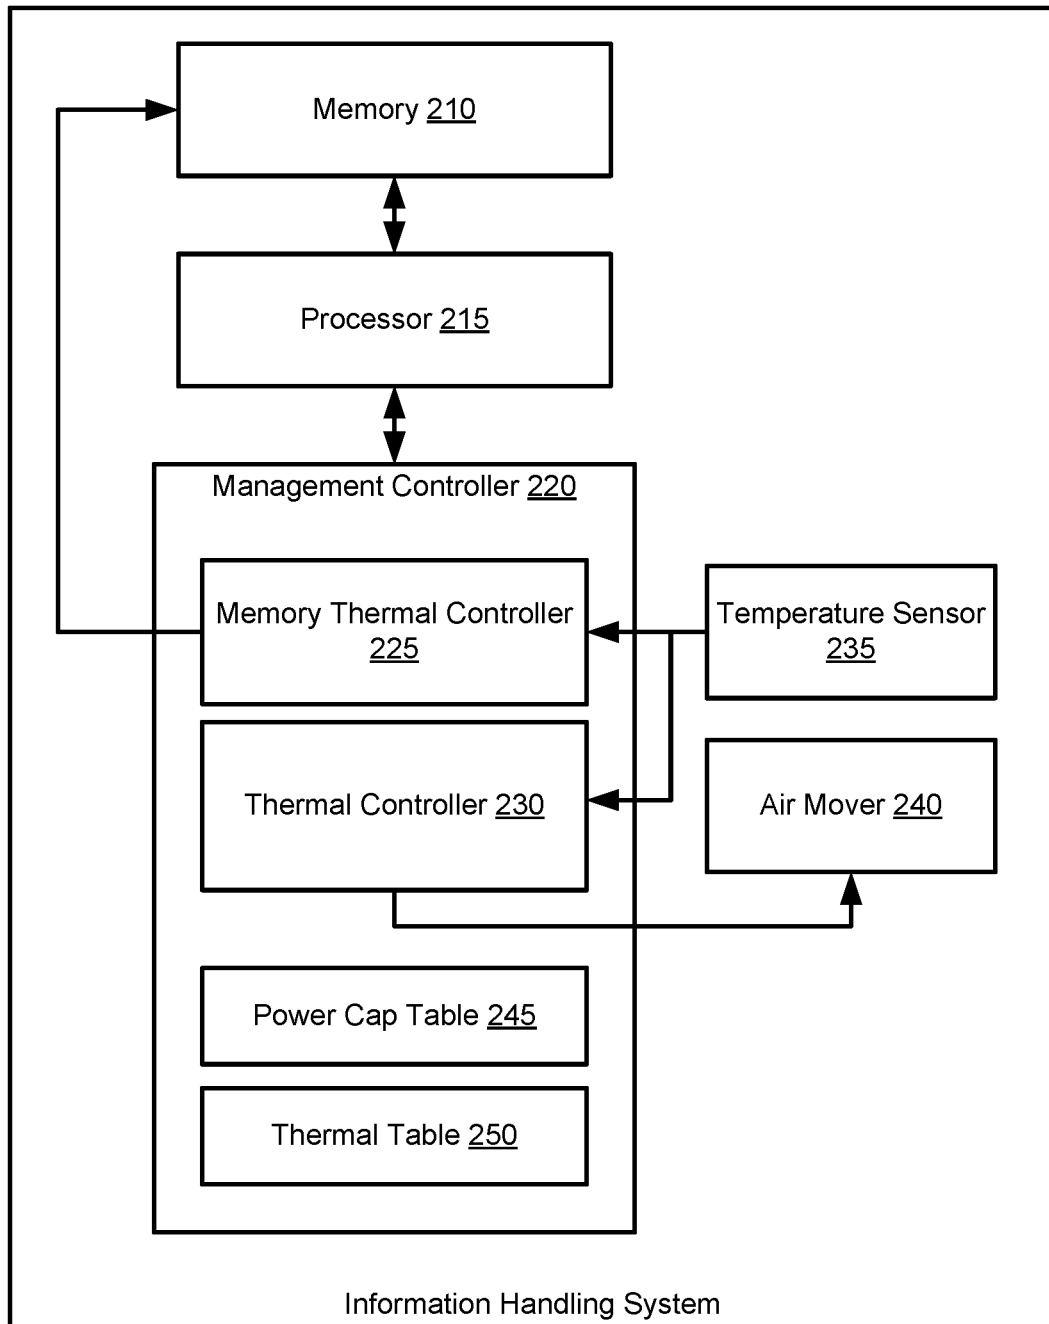 Memory 210
Processor 215
Management Controller 220
Memory Thermal Controller
225
Temperature Sensor
235
Thermal Controller 230
Air Mover 240
Power Cap Table 245
Thermal Table 250
Information Handling System